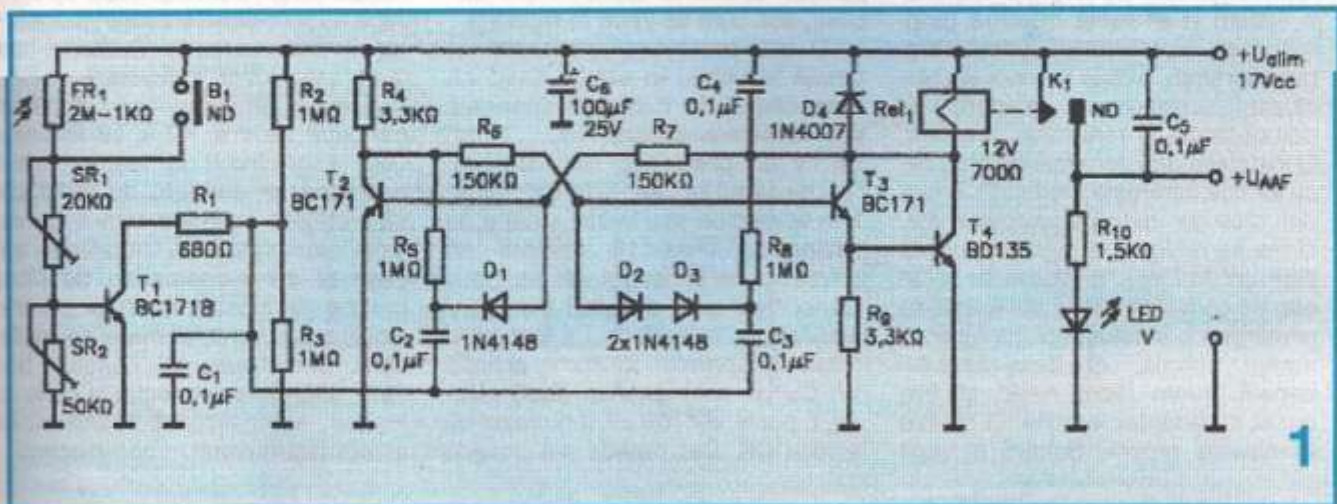 FR₁
2M-1KΩ
B₁
ND
R₂
1MΩ
R₄
3,3KΩ
C₆
100µF
25V
C₄
0,1µF
D₄
1N4007
Rel₁
12V
700Ω
K₁
ND
C₅
0,1µF
+Ualim
17Vcc
+UAAF
SR₁
20KΩ
R₁
680Ω
T₁
BC171B
SR₂
50KΩ
C₁
0,1µF
R₃
1MΩ
T₂
BC171
R₆
150KΩ
R₇
150KΩ
R₅
1MΩ
D₁
1N4148
D₂
D₃
2x1N4148
C₂
0,1µF
R₈
1MΩ
C₃
0,1µF
T₃
BC171
T₄
BD135
R₉
3,3KΩ
R₁₀
1,5KΩ
LED
V
-
1